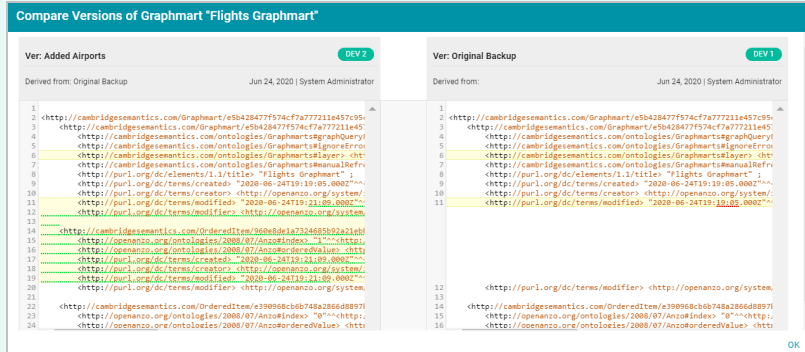 Compare Versions of Graphmart "Flights Graphmart"
Ver: Added Airports DEV 2
Derived from: Original Backup Jun 24, 2020 | System Administrator
1
2 <http://cambridgesemantics.com/Graphmart/e5b428477f574cf7a777211e457c95e
3 <http://cambridgesemantics.com/Graphmart/e5b428477f574cf7a777211e457
4 <http://cambridgesemantics.com/ontologies/Graphmarts#graphQuery
5 <http://cambridgesemantics.com/ontologies/Graphmarts#ignoreErro
6 <http://cambridgesemantics.com/ontologies/Graphmarts#layer> <htt
7 <http://cambridgesemantics.com/ontologies/Graphmarts#manualRefr
8 <http://purl.org/dc/elements/1.1/title> "Flights Graphmart" ;
9 <http://purl.org/dc/terms/created> "2020-06-24T19:19:05.000Z"^^
10 <http://purl.org/dc/terms/creator> <http://openanzo.org/system/
11 <http://purl.org/dc/terms/modified> "2020-06-24T19:21:09.000Z"^
12 <http://purl.org/dc/terms/modifier> <http://openanzo.org/system
13
14 <http://cambridgesemantics.com/OrderedItem/960e8de1a7324685b92a21eb
15 <http://openanzo.org/ontologies/2008/07/Anzo#index> "1"^^<http:
16 <http://openanzo.org/ontologies/2008/07/Anzo#orderedValue> <http
17 <http://purl.org/dc/terms/created> "2020-06-24T19:21:09.000Z"^^
18 <http://purl.org/dc/terms/creator> <http://openanzo.org/system/
19 <http://purl.org/dc/terms/modified> "2020-06-24T19:21:09.000Z"^
20 <http://purl.org/dc/terms/modifier> <http://openanzo.org/system
21
22 <http://cambridgesemantics.com/OrderedItem/e390968cb6b748a2866d8897
23 <http://openanzo.org/ontologies/2008/07/Anzo#index> "0"^^<http:
24 <http://openanzo.org/ontologies/2008/07/Anzo#orderedValue> <htt
Ver: Original Backup DEV 1
Derived from: Jun 24, 2020 | System Administrator
1
2 <http://cambridgesemantics.com/Graphmart/e5b428477f574cf7a777211e457c95e
3 <http://cambridgesemantics.com/Graphmart/e5b428477f574cf7a777211e457
4 <http://cambridgesemantics.com/ontologies/Graphmarts#graphQuery
5 <http://cambridgesemantics.com/ontologies/Graphmarts#ignoreErro
6 <http://cambridgesemantics.com/ontologies/Graphmarts#layer> <htt
7 <http://cambridgesemantics.com/ontologies/Graphmarts#manualRefr
8 <http://purl.org/dc/elements/1.1/title> "Flights Graphmart" ;
9 <http://purl.org/dc/terms/created> "2020-06-24T19:19:05.000Z"^^
10 <http://purl.org/dc/terms/creator> <http://openanzo.org/system/
11 <http://purl.org/dc/terms/modified> "2020-06-24T19:19:05.000Z"^
12 <http://purl.org/dc/terms/modifier> <http://openanzo.org/system
13
14 <http://cambridgesemantics.com/OrderedItem/e390968cb6b748a2866d8897
15 <http://openanzo.org/ontologies/2008/07/Anzo#index> "0"^^<http:
16 <http://openanzo.org/ontologies/2008/07/Anzo#orderedValue> <htt
OK